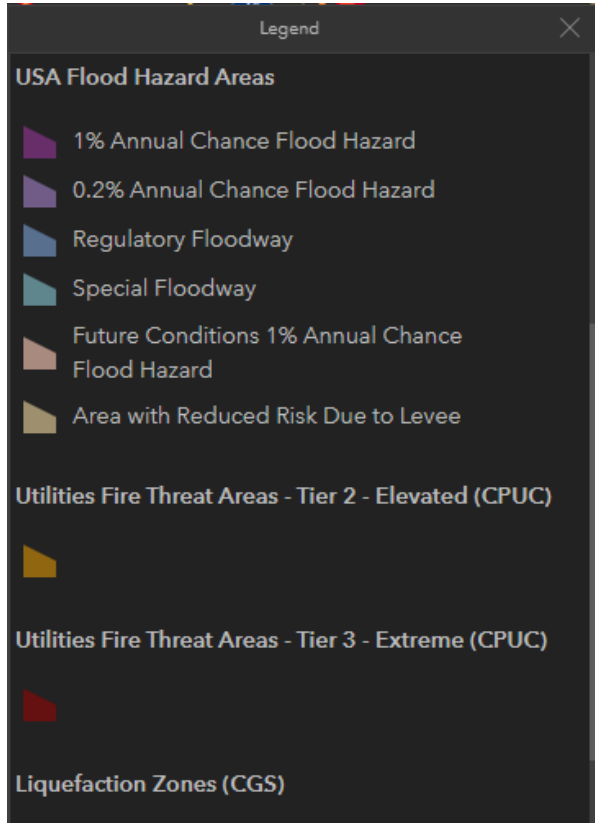 Legend
USA Flood Hazard Areas
1% Annual Chance Flood Hazard
0.2% Annual Chance Flood Hazard
Regulatory Floodway
Special Floodway
Future Conditions 1% Annual Chance
Flood Hazard
Area with Reduced Risk Due to Levee
Utilities Fire Threat Areas - Tier 2 - Elevated (CPUC)
Utilities Fire Threat Areas - Tier 3 - Extreme (CPUC)
Liquefaction Zones (CGS)